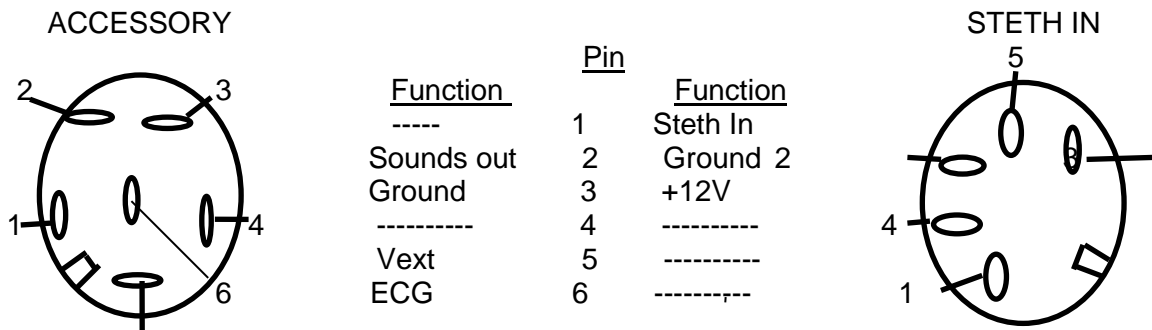 ACCESSORY STETH IN
Pin 5
2 3 Function Function
----- 1 Steth In
Sounds out 2 Ground 2 3
Ground 3 +12V
1 4 ---------- 4 ---------- 4
Vext 5 ----------
6 ECG 6 ---------- 1